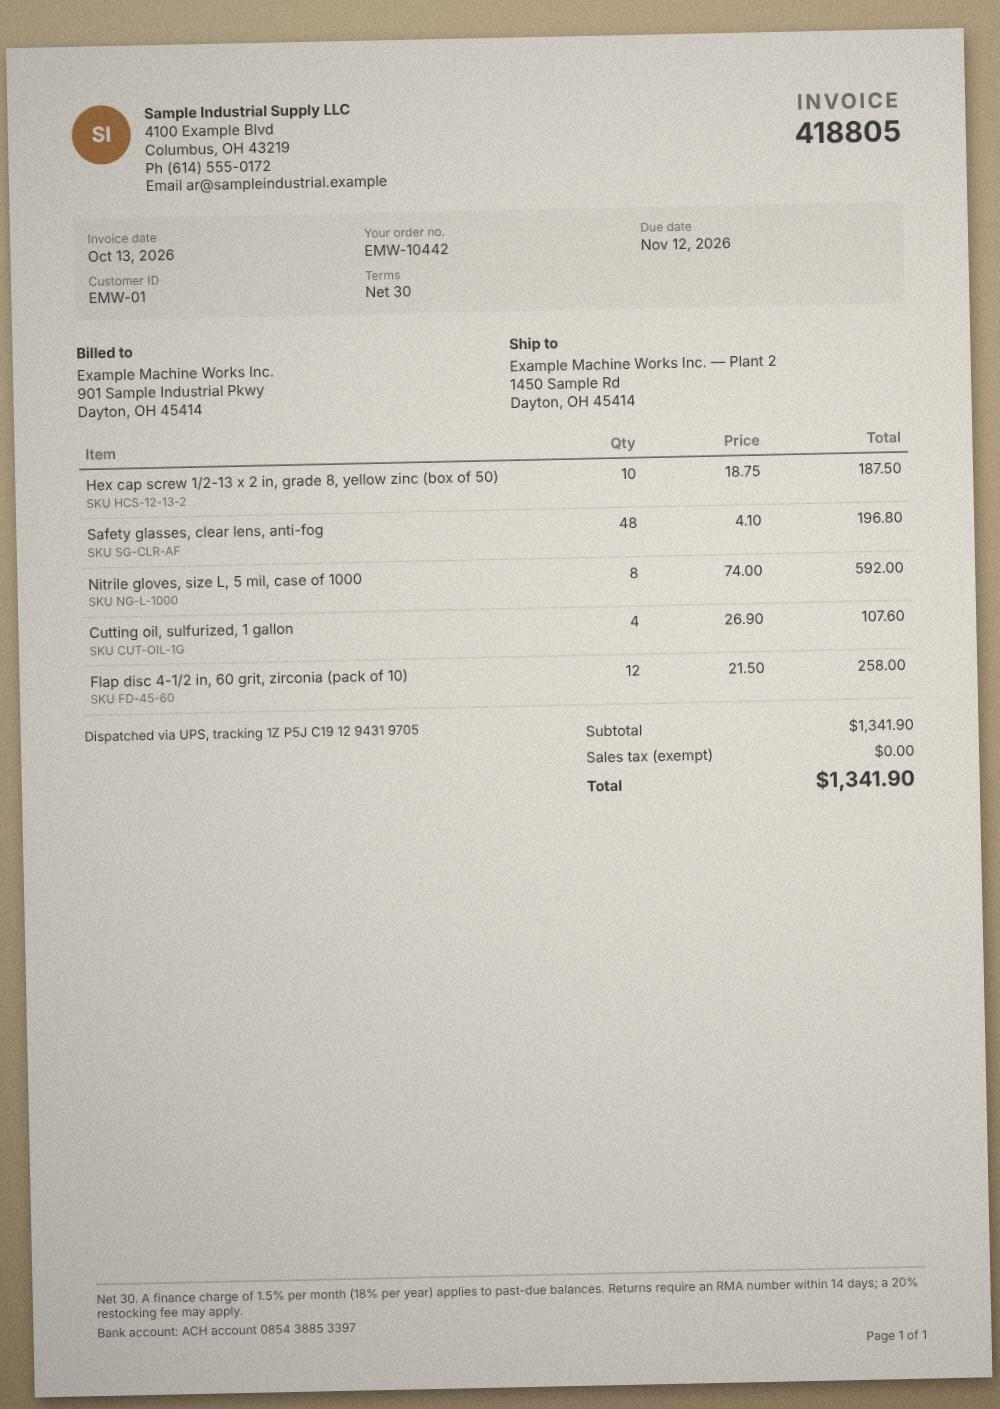 SI
Sample Industrial Supply LLC
4100 Example Blvd
Columbus, OH 43219
Ph (614) 555-0172
Email ar@sampleindustrial.example
INVOICE
418805
Invoice date
Oct 13, 2026
Your order no.
EMW-10442
Due date
Nov 12, 2026
Customer ID
EMW-01
Terms
Net 30
Billed to
Example Machine Works Inc.
901 Sample Industrial Pkwy
Dayton, OH 45414
Ship to
Example Machine Works Inc. — Plant 2
1450 Sample Rd
Dayton, OH 45414
Item Qty Price Total
Hex cap screw 1/2-13 x 2 in, grade 8, yellow zinc (box of 50) 10 18.75 187.50
SKU HCS-12-13-2
Safety glasses, clear lens, anti-fog 48 4.10 196.80
SKU SG-CLR-AF
Nitrile gloves, size L, 5 mil, case of 1000 8 74.00 592.00
SKU NG-L-1000
Cutting oil, sulfurized, 1 gallon 4 26.90 107.60
SKU CUT-OIL-1G
Flap disc 4-1/2 in, 60 grit, zirconia (pack of 10) 12 21.50 258.00
SKU FD-45-60
Dispatched via UPS, tracking 1Z P5J C19 12 9431 9705
Subtotal $1,341.90
Sales tax (exempt) $0.00
Total $1,341.90
Net 30. A finance charge of 1.5% per month (18% per year) applies to past-due balances. Returns require an RMA number within 14 days; a 20%
restocking fee may apply.
Bank account: ACH account 0854 3885 3397
Page 1 of 1